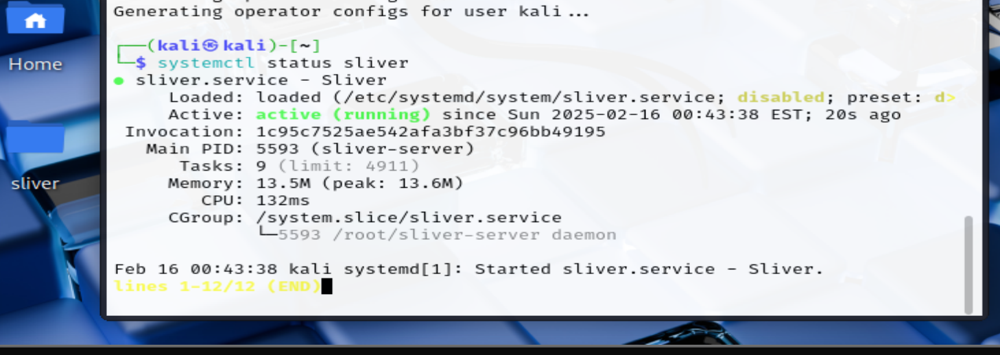 Generating operator configs for user kali...
Home
┌──(kali㉿kali)-[~]
└─$ systemctl status sliver
● sliver.service - Sliver
Loaded: loaded (/etc/systemd/system/sliver.service; disabled; preset: d>
Active: active (running) since Sun 2025-02-16 00:43:38 EST; 20s ago
Invocation: 1c95c7525ae542afa3bf37c96bb49195
Main PID: 5593 (sliver-server)
Tasks: 9 (limit: 4911)
sliver
Memory: 13.5M (peak: 13.6M)
CPU: 132ms
CGroup: /system.slice/sliver.service
└─5593 /root/sliver-server daemon
Feb 16 00:43:38 kali systemd[1]: Started sliver.service - Sliver.
lines 1-12/12 (END)